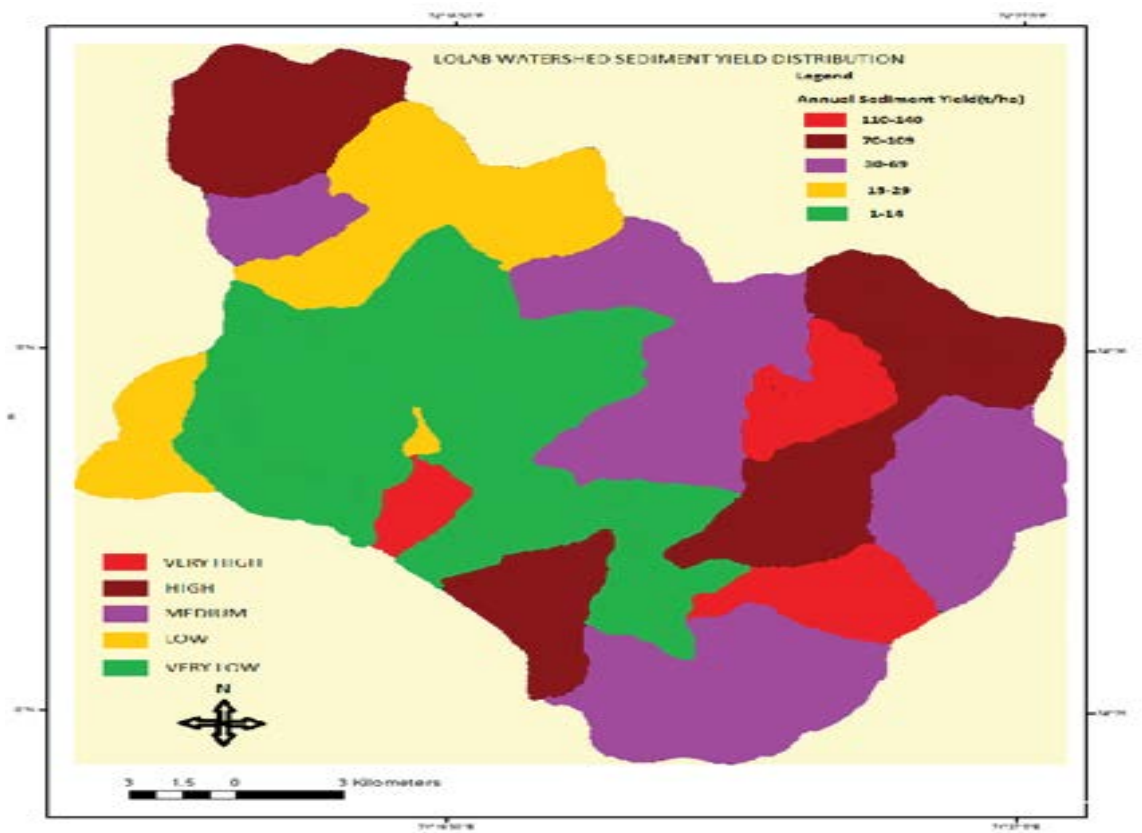 LOLAB WATERSHED SEDIMENT YIELD DISTRIBUTION
Legend
Annual Sediment Yield(t/ha)
110-140
70-109
30-69
15-29
1-14
VERY HIGH
HIGH
MEDIUM
LOW
VERY LOW
N
3 1.5 0 3 Kilometers